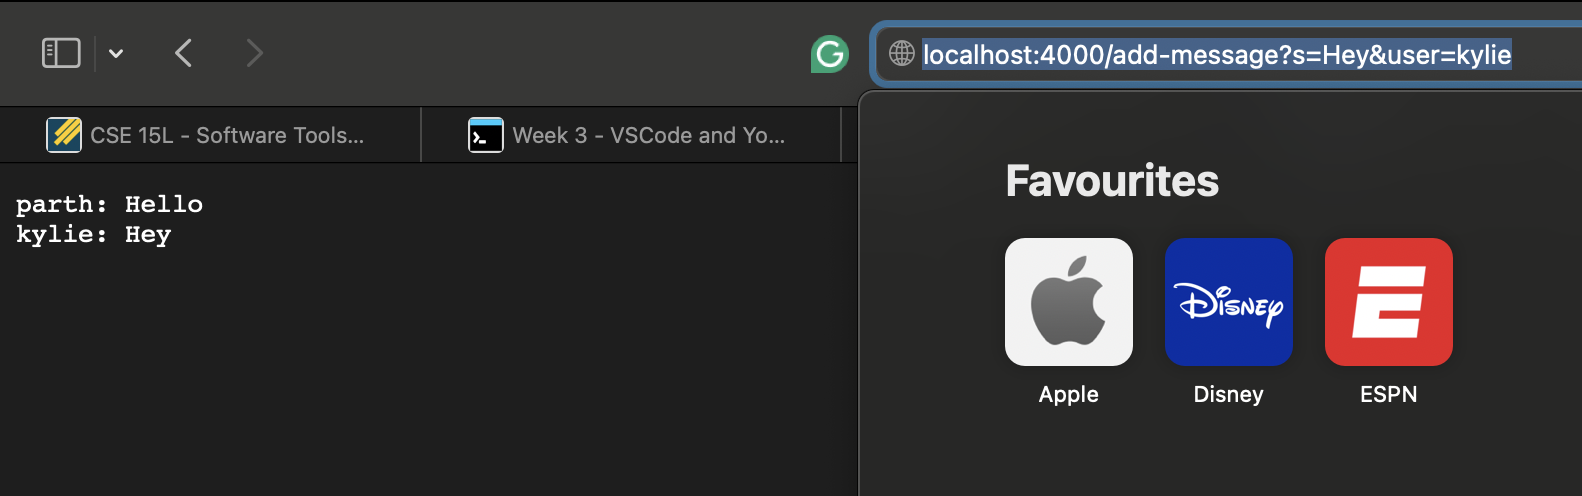 localhost:4000/add-message?s=Hey&user=kylie
CSE 15L - Software Tools...
Week 3 - VSCode and Yo...
parth: Hello
kylie: Hey
Favourites
Disney
E
Apple
Disney
ESPN